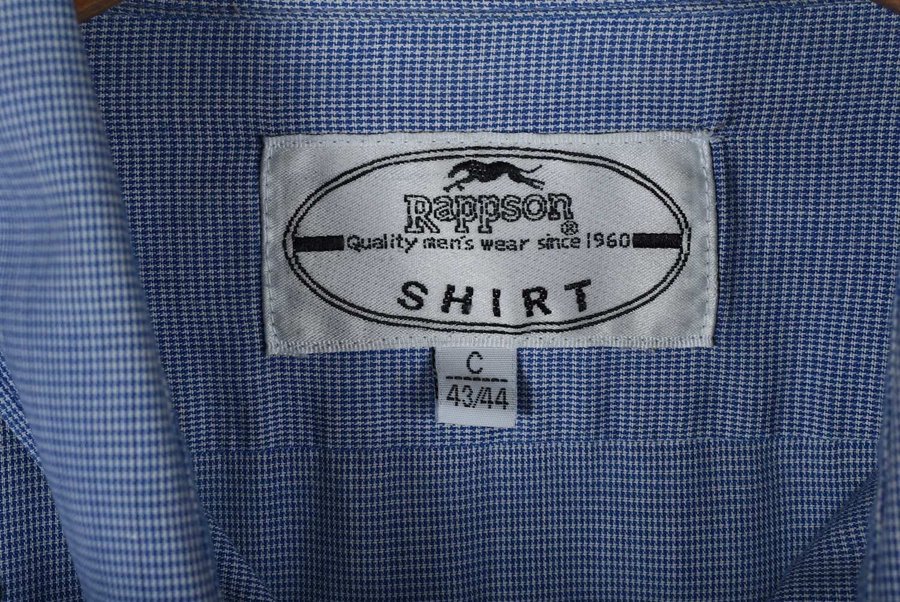 Rappson®
Quality men's wear since 1960
SHIRT
C
43/44